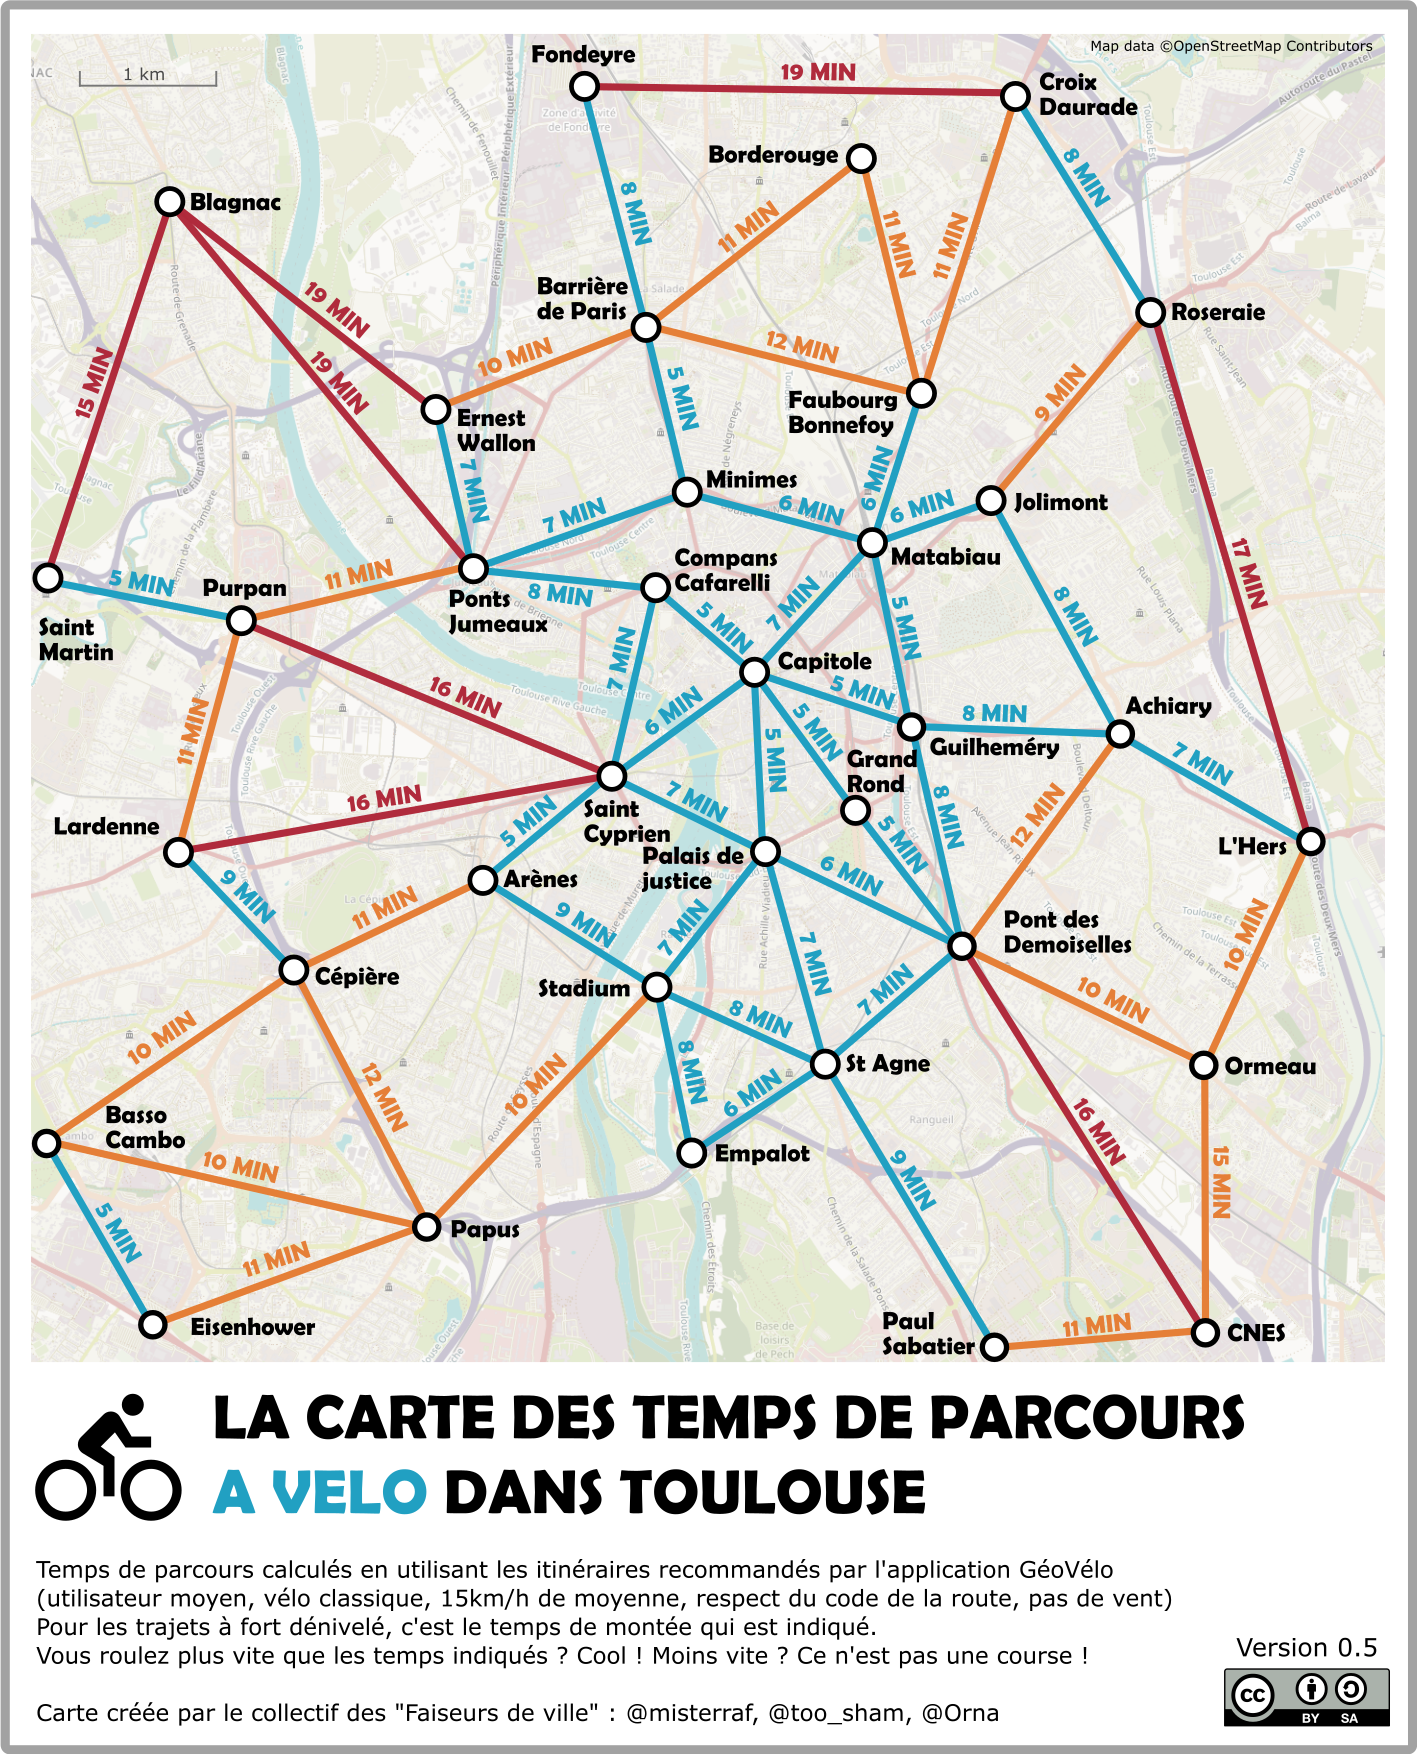 Map data ©OpenStreetMap Contributors
1 km
Fondeyre
19 MIN
Croix
Daurade
Borderouge
8 MIN
8 MIN
Blagnac
11 MIN
11 MIN
11 MIN
Barrière
de Paris
19 MIN
Roseraie
12 MIN
10 MIN
19 MIN
15 MIN
5 MIN
9 MIN
Faubourg
Bonnefoy
Ernest
Wallon
7 MIN
Minimes
6 MIN
6 MIN
6 MIN
Jolimont
7 MIN
Matabiau
17 MIN
Compans
Cafarelli
5 MIN
Purpan
11 MIN
8 MIN
Ponts
Jumeaux
7 MIN
5 MIN
5 MIN
8 MIN
Saint
Martin
7 MIN
Capitole
16 MIN
5 MIN
6 MIN
5 MIN
5 MIN
8 MIN
Achiary
11 MIN
Guilheméry
7 MIN
Grand
Rond
16 MIN
7 MIN
Saint
Cyprien
5 MIN
8 MIN
12 MIN
Lardenne
5 MIN
L'Hers
Palais de
justice
6 MIN
Arènes
9 MIN
11 MIN
9 MIN
7 MIN
Pont des
Demoiselles
10 MIN
7 MIN
7 MIN
Cépière
Stadium
10 MIN
8 MIN
10 MIN
St Agne
Ormeau
8 MIN
6 MIN
12 MIN
10 MIN
16 MIN
Basso
Cambo
Empalot
10 MIN
9 MIN
15 MIN
5 MIN
Papus
11 MIN
Eisenhower
Paul
Sabatier
11 MIN
CNES
LA CARTE DES TEMPS DE PARCOURS
A VELO DANS TOULOUSE
Temps de parcours calculés en utilisant les itinéraires recommandés par l'application GéoVélo
(utilisateur moyen, vélo classique, 15km/h de moyenne, respect du code de la route, pas de vent)
Pour les trajets à fort dénivelé, c'est le temps de montée qui est indiqué.
Vous roulez plus vite que les temps indiqués ? Cool ! Moins vite ? Ce n'est pas une course !
Version 0.5
Carte créée par le collectif des "Faiseurs de ville" : @misterraf, @too_sham, @Orna
cc
BY SA